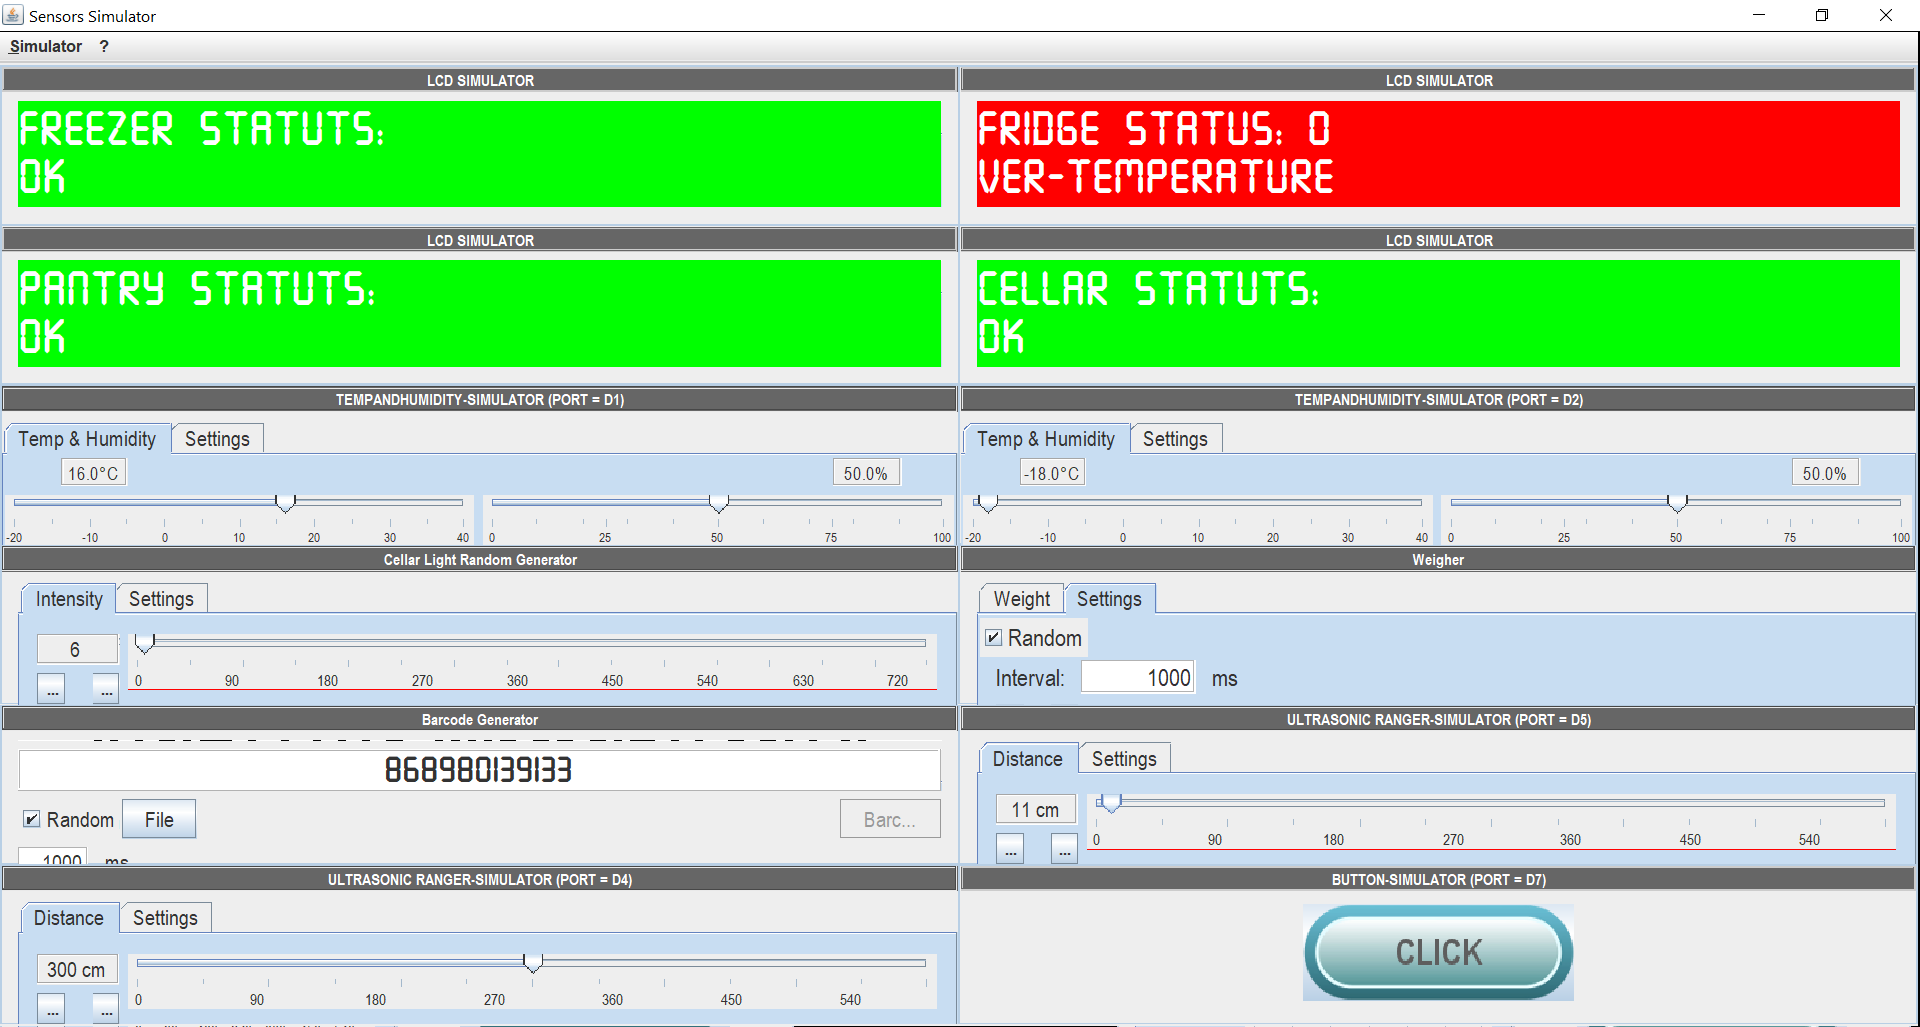 Sensors Simulator
Simulator ?
LCD SIMULATOR
FREEZER STATUTS:
OK
LCD SIMULATOR
FRIDGE STATUS: O
VER-TEMPERATURE
LCD SIMULATOR
PANTRY STATUTS:
OK
LCD SIMULATOR
CELLAR STATUTS:
OK
TEMPANDHUMIDITY-SIMULATOR (PORT = D1)
Temp & Humidity Settings
16.0°C 50.0%
-20 -10 0 10 20 30 40 0 25 50 75 100
TEMPANDHUMIDITY-SIMULATOR (PORT = D2)
Temp & Humidity Settings
-18.0°C 50.0%
-20 -10 0 10 20 30 40 0 25 50 75 100
Cellar Light Random Generator
Intensity Settings
6
... ...
0 90 180 270 360 450 540 630 720
Weigher
Weight Settings
Random
Interval: 1000 ms
Barcode Generator
868980139133
Random File Barc...
1000 ms
ULTRASONIC RANGER-SIMULATOR (PORT = D5)
Distance Settings
11 cm
0 90 180 270 360 450 540
... ...
ULTRASONIC RANGER-SIMULATOR (PORT = D4)
Distance Settings
300 cm
0 90 180 270 360 450 540
... ...
BUTTON-SIMULATOR (PORT = D7)
CLICK